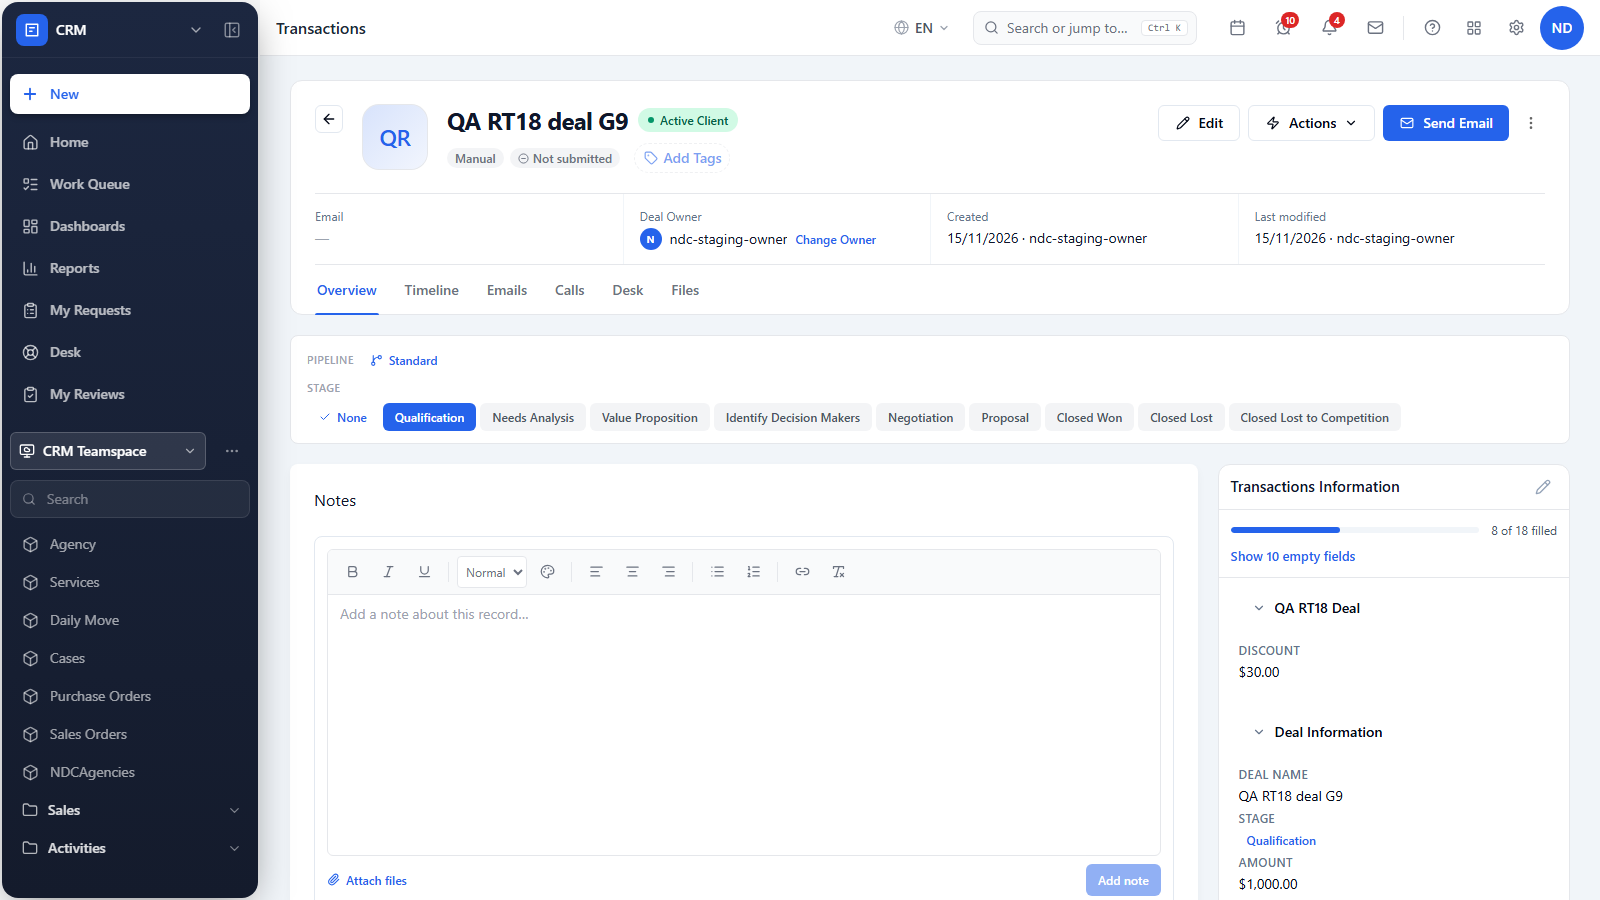 CRM
Transactions
EN
Search or jump to...
Ctrl K
10
4
ND
New
Home
Work Queue
Dashboards
Reports
My Requests
Desk
My Reviews
CRM Teamspace
Search
Agency
Services
Daily Move
Cases
Purchase Orders
Sales Orders
NDCAgencies
Sales
Activities
QR
QA RT18 deal G9
Active Client
Manual
Not submitted
Add Tags
Edit
Actions
Send Email
Email
—
Deal Owner
N
ndc-staging-owner
Change Owner
Created
15/11/2026 · ndc-staging-owner
Last modified
15/11/2026 · ndc-staging-owner
Overview
Timeline
Emails
Calls
Desk
Files
PIPELINE
Standard
STAGE
None
Qualification
Needs Analysis
Value Proposition
Identify Decision Makers
Negotiation
Proposal
Closed Won
Closed Lost
Closed Lost to Competition
Notes
B I U
Normal
Add a note about this record...
Attach files
Add note
Transactions Information
8 of 18 filled
Show 10 empty fields
QA RT18 Deal
DISCOUNT
$30.00
Deal Information
DEAL NAME
QA RT18 deal G9
STAGE
Qualification
AMOUNT
$1,000.00